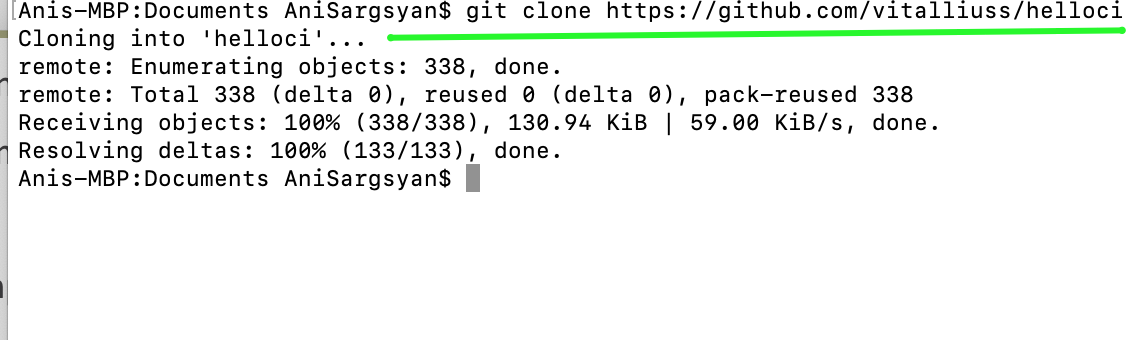 [Anis-MBP:Documents AniSargsyan$ git clone https://github.com/vitalliuss/helloci
Cloning into 'helloci'...
remote: Enumerating objects: 338, done.
remote: Total 338 (delta 0), reused 0 (delta 0), pack-reused 338
Receiving objects: 100% (338/338), 130.94 KiB | 59.00 KiB/s, done.
Resolving deltas: 100% (133/133), done.
Anis-MBP:Documents AniSargsyan$